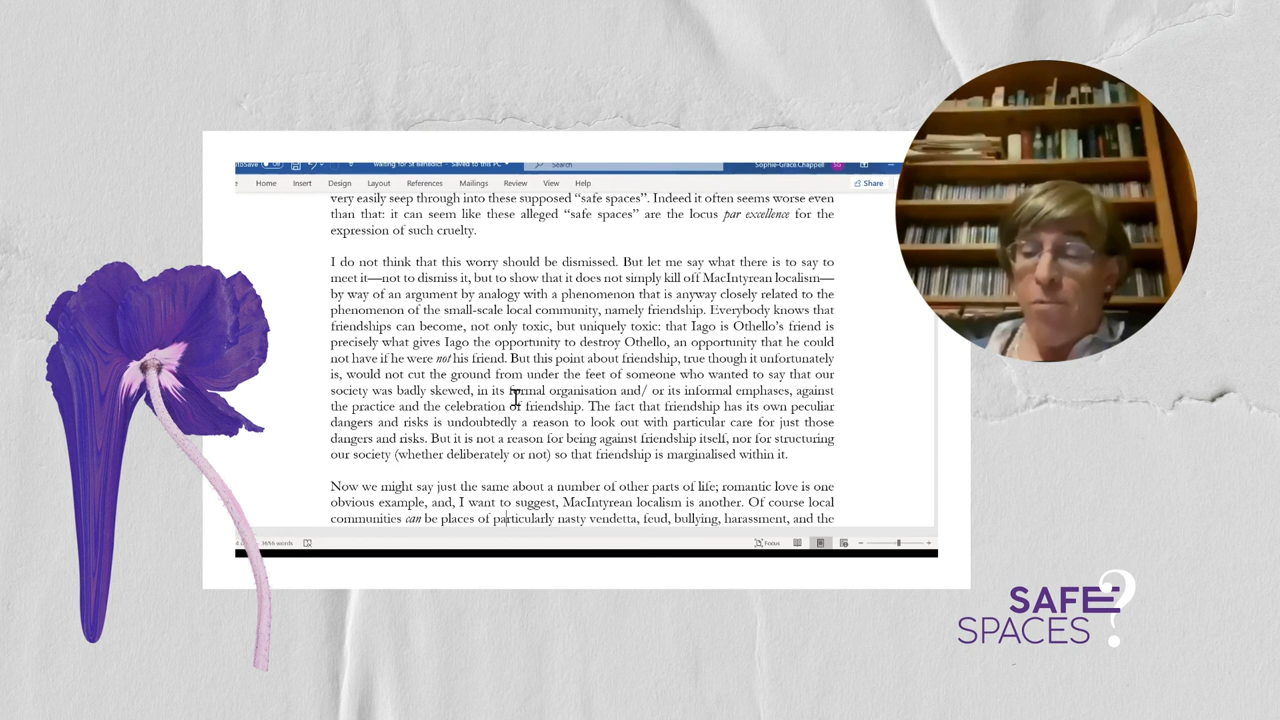 Waiting for St Benedict - Saved to this PC
Search
Sophie-Grace.Chappell
SG
Home Insert Design Layout References Mailings Review View Help
Share
very easily seep through into these supposed “safe spaces”. Indeed it often seems worse even
than that: it can seem like these alleged “safe spaces” are the locus par excellence for the
expression of such cruelty.
I do not think that this worry should be dismissed. But let me say what there is to say to
meet it—not to dismiss it, but to show that it does not simply kill off MacIntyrean localism—
by way of an argument by analogy with a phenomenon that is anyway closely related to the
phenomenon of the small-scale local community, namely friendship. Everybody knows that
friendships can become, not only toxic, but uniquely toxic: that Iago is Othello’s friend is
precisely what gives Iago the opportunity to destroy Othello, an opportunity that he could
not have if he were not his friend. But this point about friendship, true though it unfortunately
is, would not cut the ground from under the feet of someone who wanted to say that our
society was badly skewed, in its formal organisation and/ or its informal emphases, against
the practice and the celebration of friendship. The fact that friendship has its own peculiar
dangers and risks is undoubtedly a reason to look out with particular care for just those
dangers and risks. But it is not a reason for being against friendship itself, nor for structuring
our society (whether deliberately or not) so that friendship is marginalised within it.
Now we might say just the same about a number of other parts of life; romantic love is one
obvious example, and, I want to suggest, MacIntyrean localism is another. Of course local
communities can be places of particularly nasty vendetta, feud, bullying, harassment, and the
words
Focus
SAFE?
SPACES